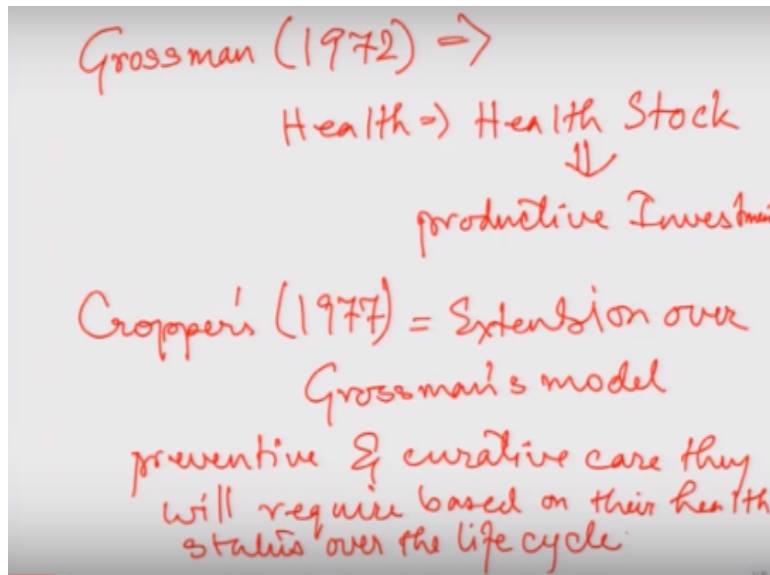 Grossman (1972) =>
Health => Health Stock
⇓
productive Investmen
Cropper's (1977) = Extension over
Grossman's model
preventive & curative care they
will require based on their health
status over the life cycle.